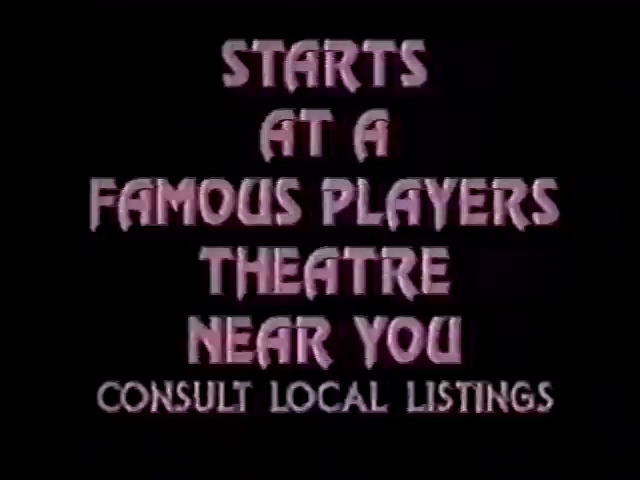 STARTS
AT A
FAMOUS PLAYERS
THEATRE
NEAR YOU
CONSULT LOCAL LISTINGS